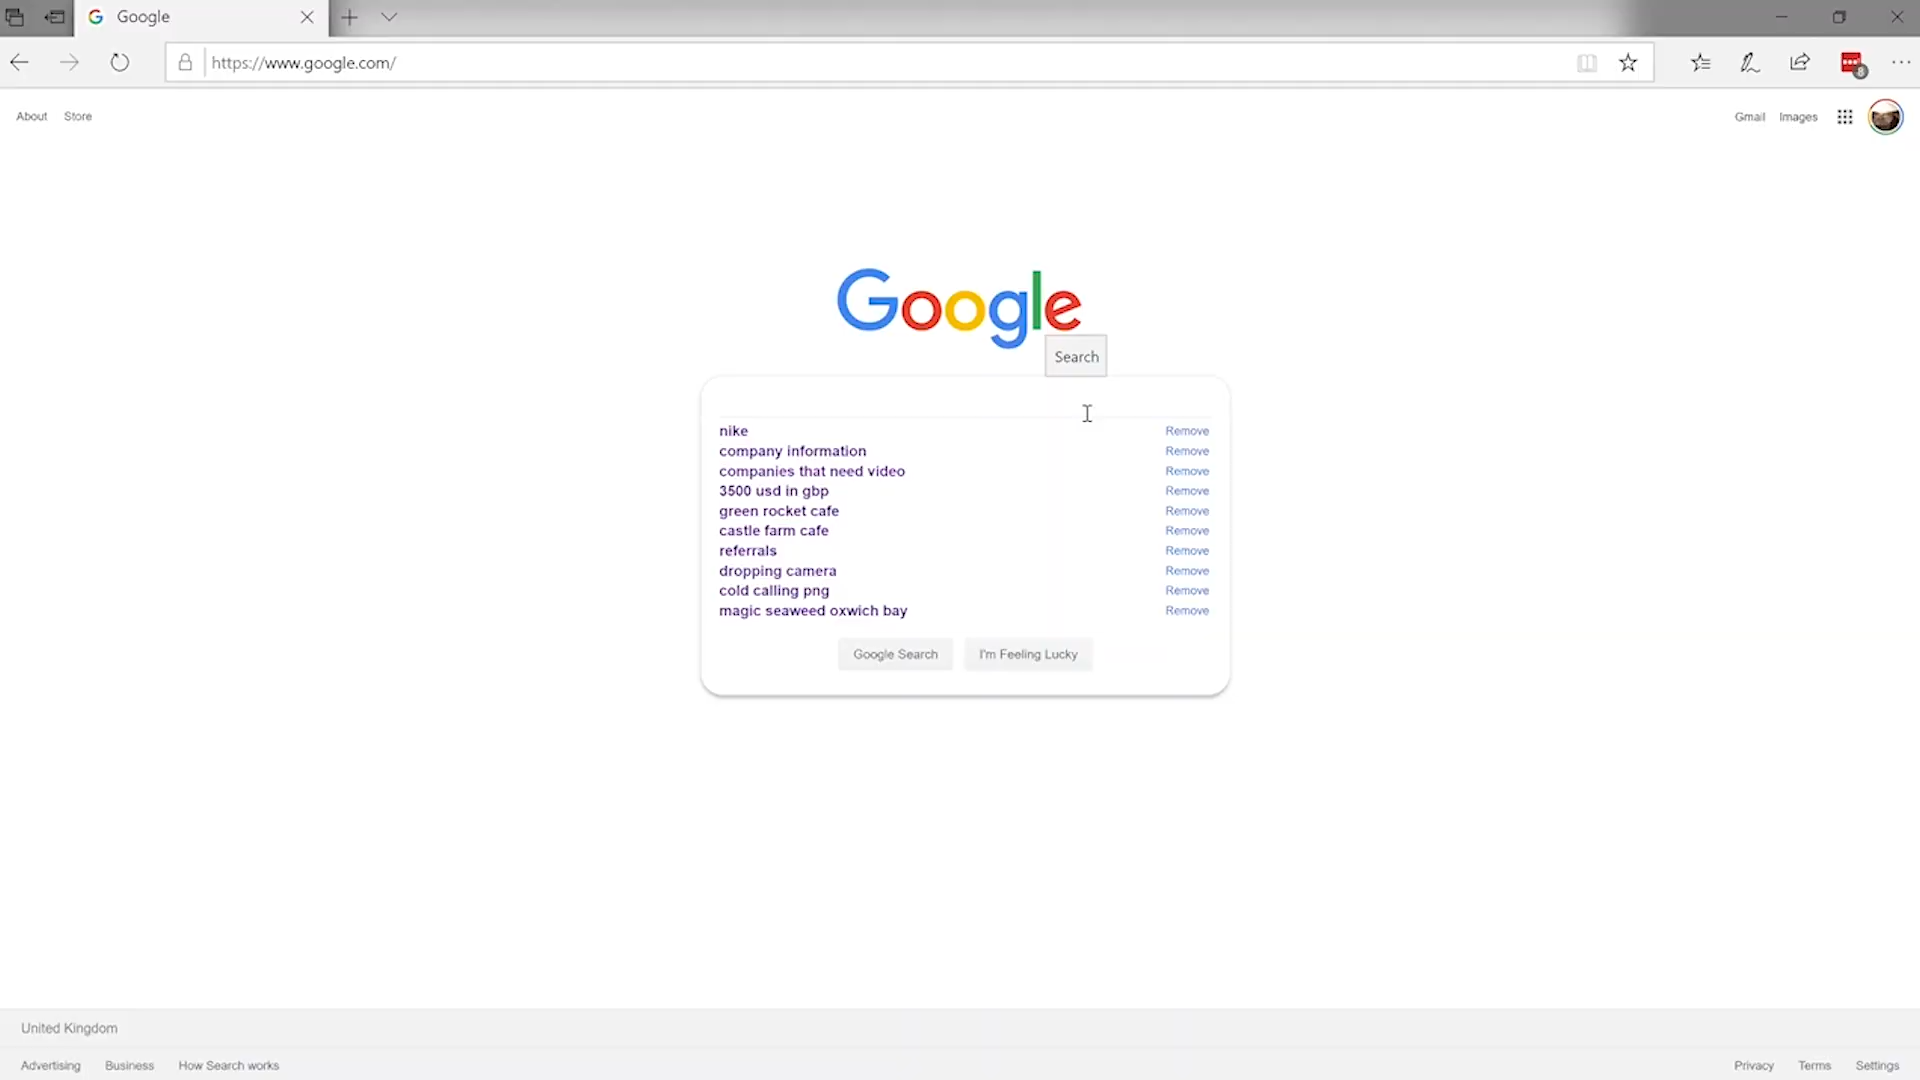 Google
https://www.google.com/
8
About Store
Gmail Images
Google
Search
nike Remove
company information Remove
companies that need video Remove
3500 usd in gbp Remove
green rocket cafe Remove
castle farm cafe Remove
referrals Remove
dropping camera Remove
cold calling png Remove
magic seaweed oxwich bay Remove
Google Search I'm Feeling Lucky
United Kingdom
Advertising Business How Search works
Privacy Terms Settings